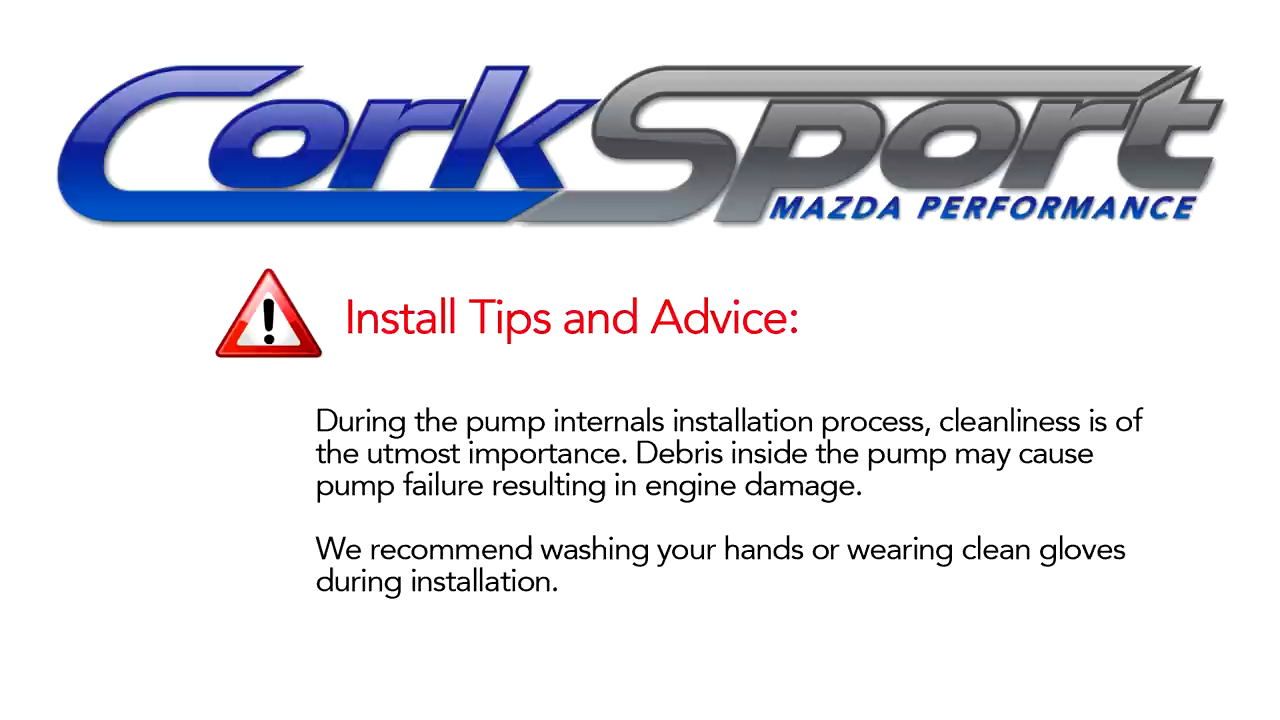 CorkSport
MAZDA PERFORMANCE
Install Tips and Advice:
During the pump internals installation process, cleanliness is of
the utmost importance. Debris inside the pump may cause
pump failure resulting in engine damage.
We recommend washing your hands or wearing clean gloves
during installation.